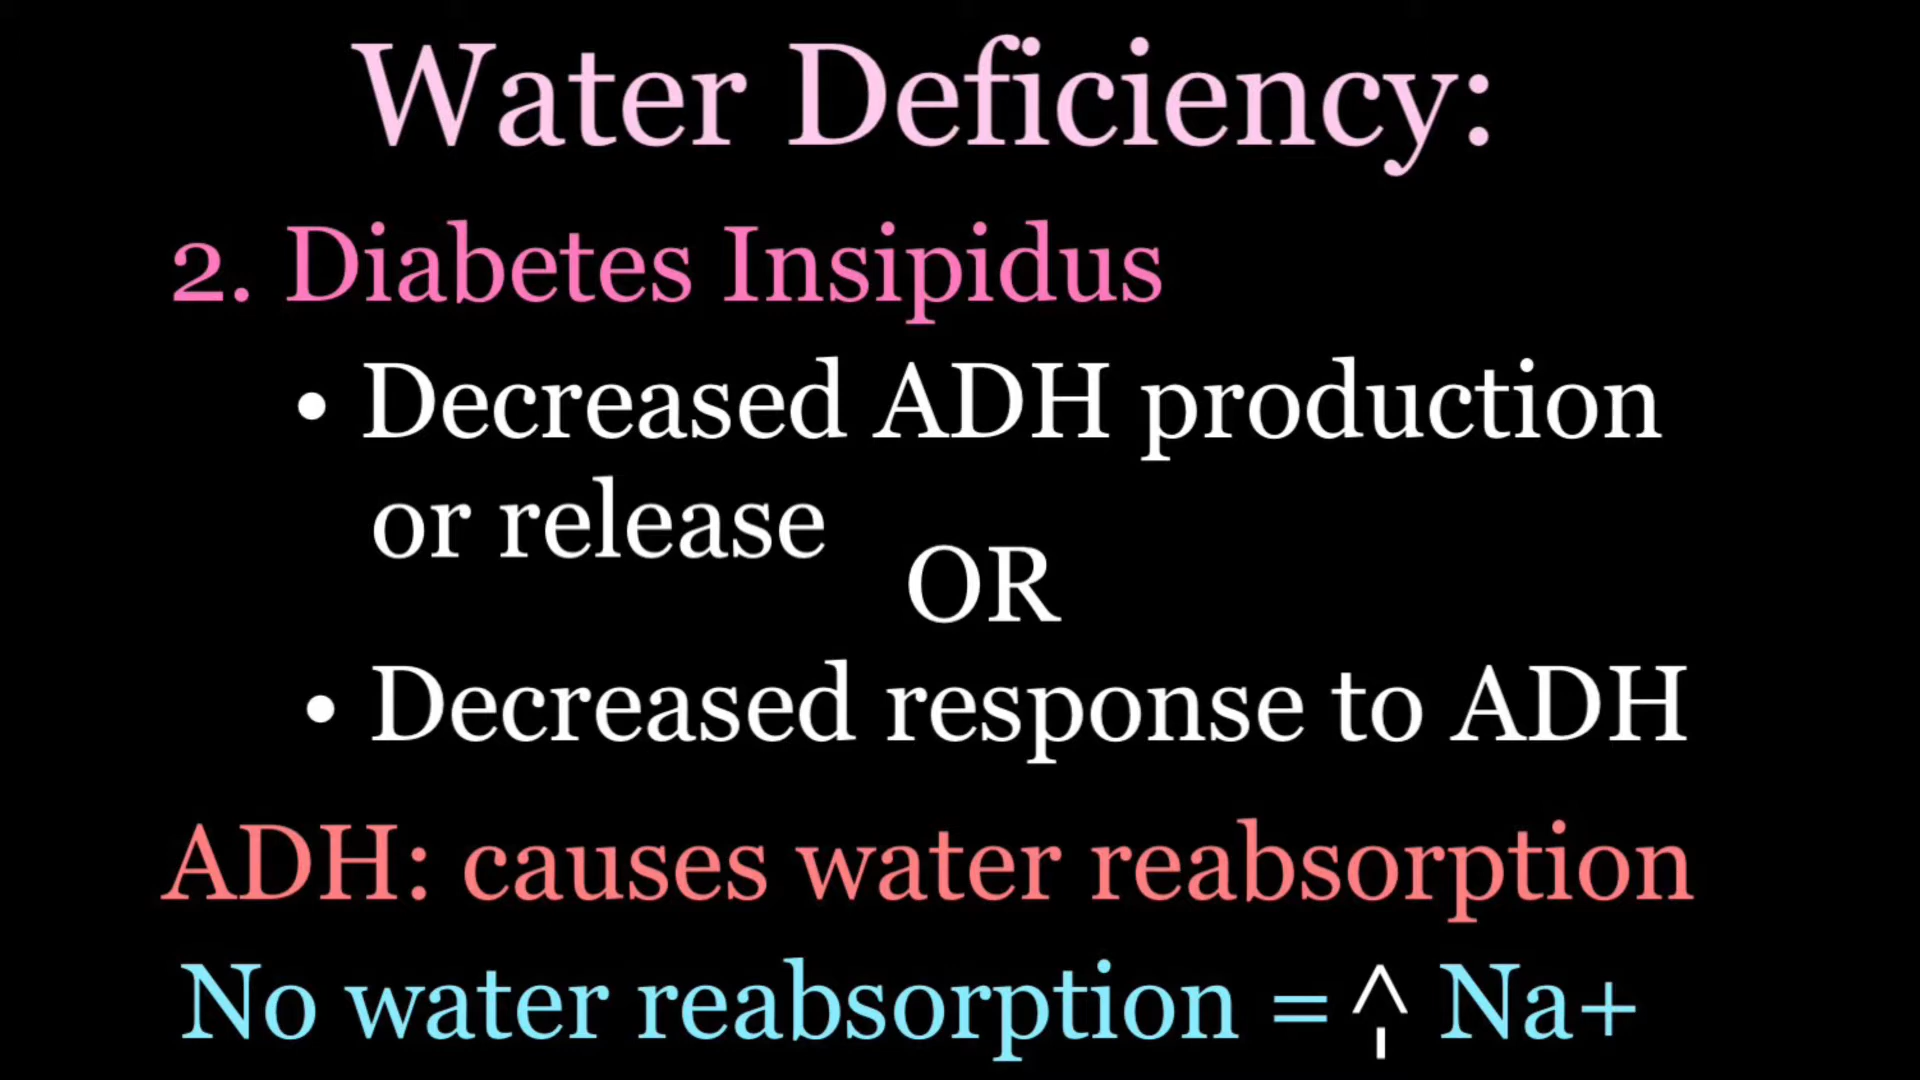 Water Deficiency:
2. Diabetes Insipidus
• Decreased ADH production
or release
OR
• Decreased response to ADH
ADH: causes water reabsorption
No water reabsorption = ↑ Na+